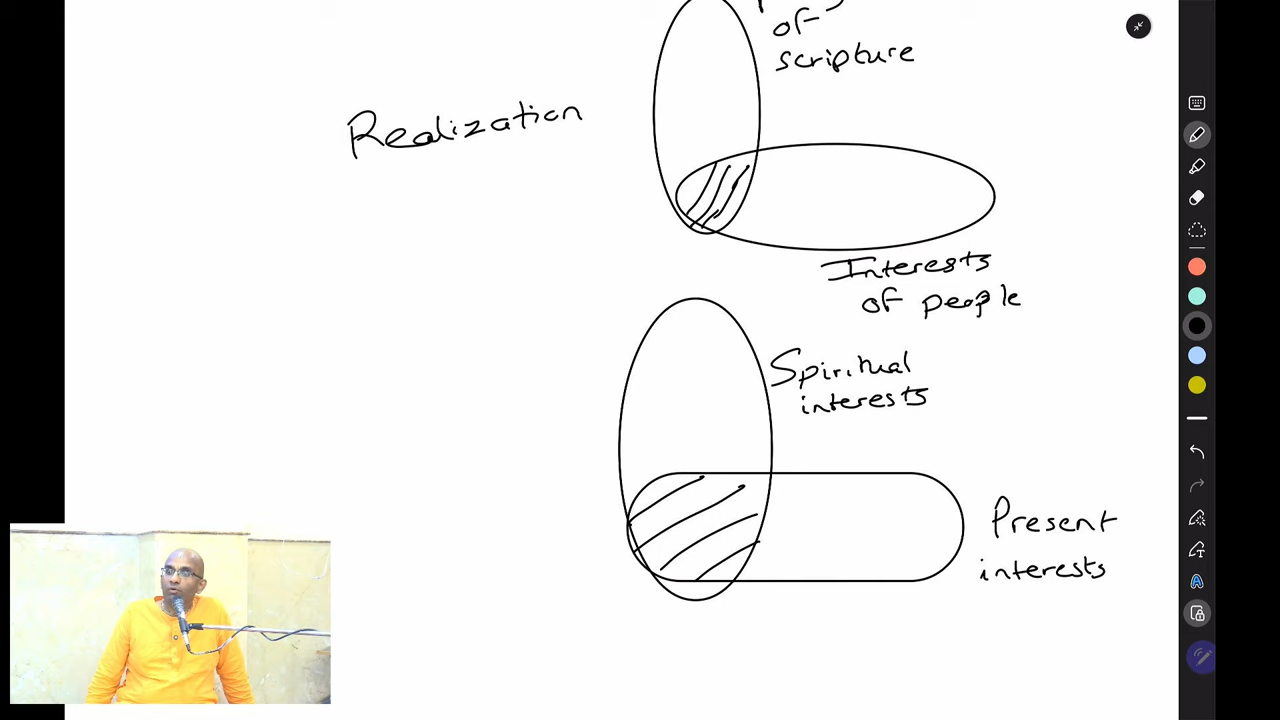 of
scripture
Realization
Interests
of people
Spiritual
interests
Present
interests
A